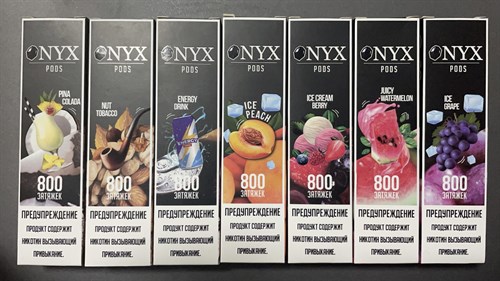 ONYX
PODS
PINA
COLADA
800
ЗАТЯЖЕК
ПРЕДУПРЕЖДЕНИЕ
ПРОДУКТ СОДЕРЖИТ
НИКОТИН ВЫЗЫВАЮЩИЙ
ПРИВЫКАНИЕ.
ONYX
PODS
NUT
TOBACCO
800
ЗАТЯЖЕК
ПРЕДУПРЕЖДЕНИЕ
ПРОДУКТ СОДЕРЖИТ
НИКОТИН ВЫЗЫВАЮЩИЙ
ПРИВЫКАНИЕ.
ONYX
PODS
ENERGY
DRINK
800
ЗАТЯЖЕК
ПРЕДУПРЕЖДЕНИЕ
ПРОДУКТ СОДЕРЖИТ
НИКОТИН ВЫЗЫВАЮЩИЙ
ПРИВЫКАНИЕ.
ONYX
PODS
ICE
PEACH
800
ЗАТЯЖЕК
ПРЕДУПРЕЖДЕНИЕ
ПРОДУКТ СОДЕРЖИТ
НИКОТИН ВЫЗЫВАЮЩИЙ
ПРИВЫКАНИЕ.
ONYX
PODS
ICE CREAM
BERRY
800
ЗАТЯЖЕК
ПРЕДУПРЕЖДЕНИЕ
ПРОДУКТ СОДЕРЖИТ
НИКОТИН ВЫЗЫВАЮЩИЙ
ПРИВЫКАНИЕ.
ONYX
PODS
JUICY
WATERMELON
800
ЗАТЯЖЕК
ПРЕДУПРЕЖДЕНИЕ
ПРОДУКТ СОДЕРЖИТ
НИКОТИН ВЫЗЫВАЮЩИЙ
ПРИВЫКАНИЕ.
ONYX
PODS
ICE
GRAPE
800
ЗАТЯЖЕК
ПРЕДУПРЕЖДЕНИЕ
ПРОДУКТ СОДЕРЖИТ
НИКОТИН ВЫЗЫВАЮЩИЙ
ПРИВЫКАНИЕ.